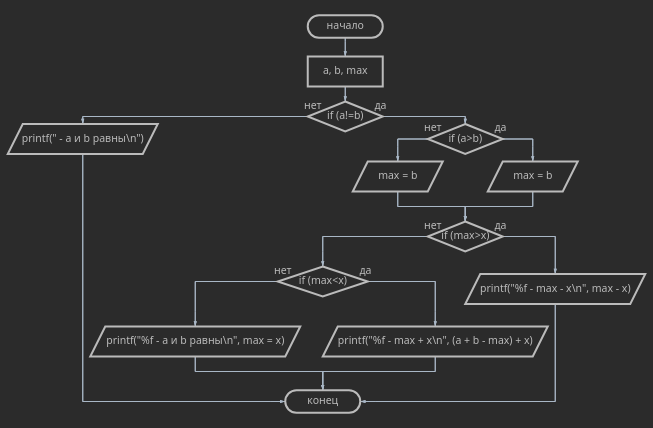 начало
a, b, max
нет
да
if (a!=b)
printf(" - a и b равны\n")
нет
да
if (a>b)
max = b
max = b
нет
да
if (max>x)
нет
да
if (max<x)
printf("%f - max - x\n", max - x)
printf("%f - a и b равны\n", max = x)
printf("%f - max + x\n", (a + b - max) + x)
конец